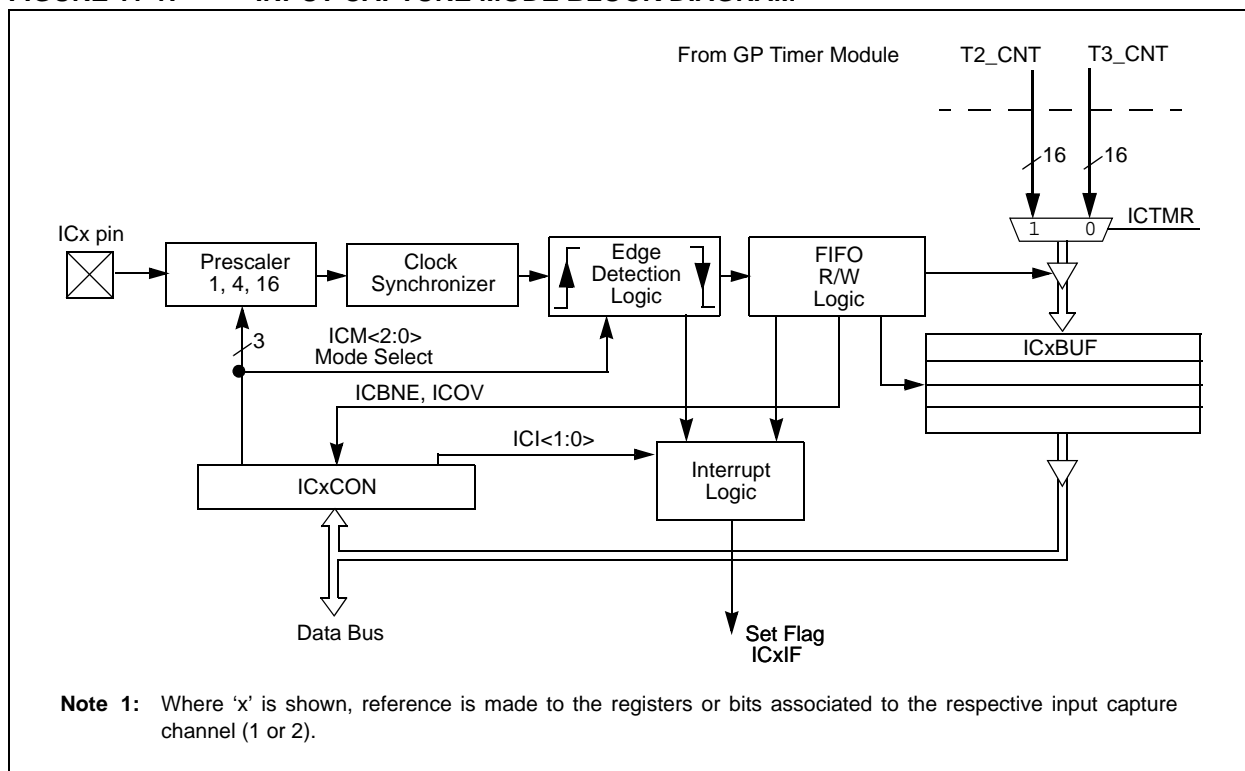 From GP Timer Module
T2_CNT
T3_CNT
16
16
1
0
ICTMR
ICx pin
Prescaler
1, 4, 16
Clock
Synchronizer
Edge
Detection
Logic
FIFO
R/W
Logic
3
ICM<2:0>
Mode Select
ICxBUF
ICBNE, ICOV
ICI<1:0>
ICxCON
Interrupt
Logic
Data Bus
Set Flag
ICxIF
Note 1: Where ‘x’ is shown, reference is made to the registers or bits associated to the respective input capture
channel (1 or 2).